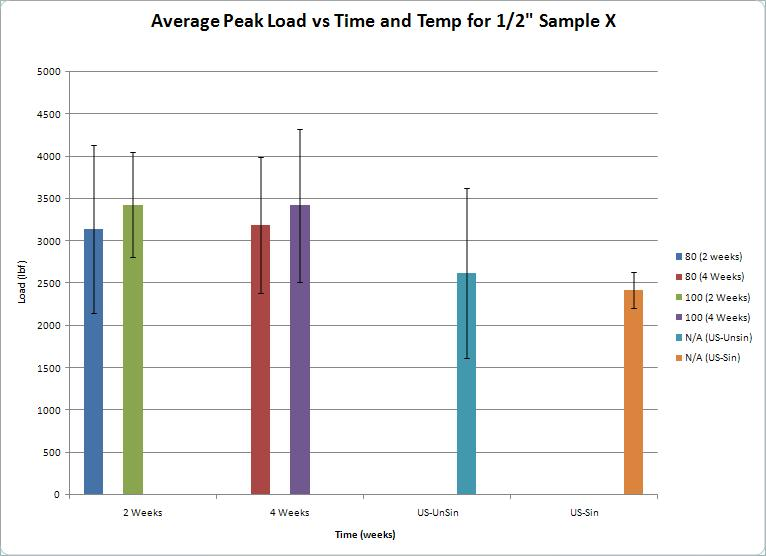 Average Peak Load vs Time and Temp for 1/2" Sample X
5000
4500
4000
3500
3000
2500
2000
1500
1000
500
0
Load (lbf)
2 Weeks
4 Weeks
US-UnSin
US-Sin
Time (weeks)
80 (2 weeks)
80 (4 Weeks)
100 (2 Weeks)
100 (4 Weeks)
N/A (US-Unsin)
N/A (US-Sin)